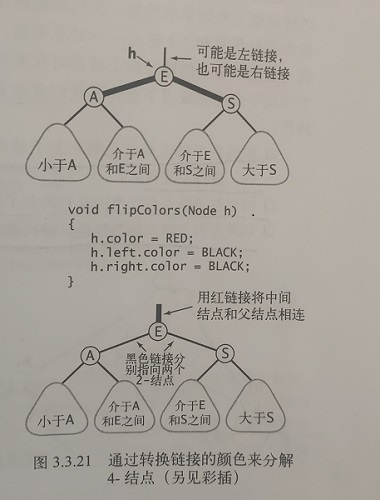 h
可能是左链接，
也可能是右链接
E
A
S
小于A
介于A
和E之间
介于E
和S之间
大于S
void flipColors(Node h)
{
h.color = RED;
h.left.color = BLACK;
h.right.color = BLACK;
}
用红链接将中间
结点和父结点相连
E
A
黑色链接分
别指向两个
2-结点
S
小于A
介于A
和E之间
介于E
和S之间
大于S
图 3.3.21 通过转换链接的颜色来分解
4- 结点（另见彩插）